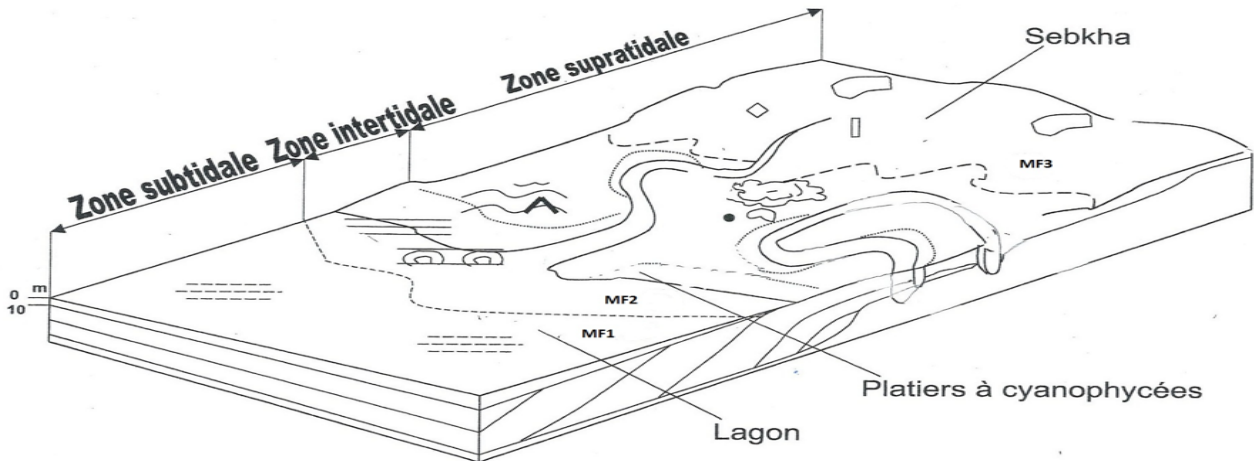 Zone supratidale
Sebkha
Zone intertidale
Zone subtidale
MF3
0 m
10
MF2
MF1
Platiers à cyanophycées
Lagon